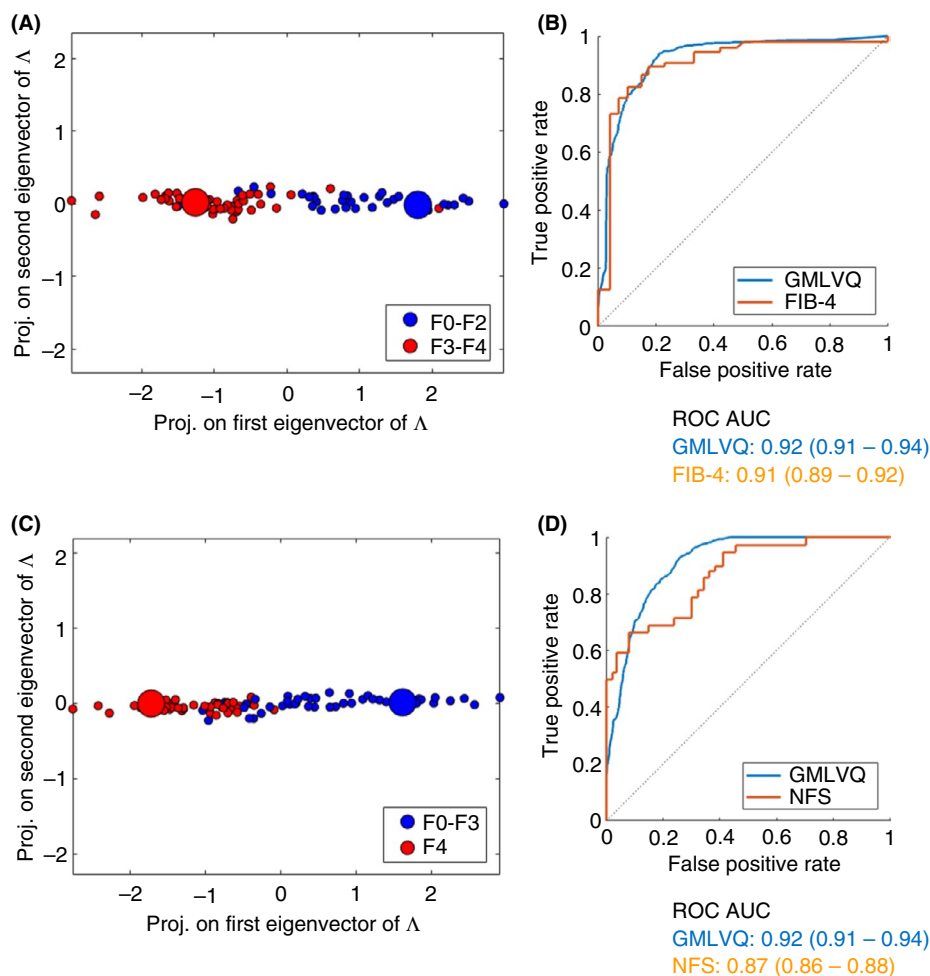 (A)
2
1
0
−1
−2
Proj. on second eigenvector of Λ
F0-F2
F3-F4
−2 −1 0 1 2
Proj. on first eigenvector of Λ
(B)
1
0.8
0.6
0.4
0.2
0
True positive rate
GMLVQ
FIB-4
0 0.2 0.4 0.6 0.8 1
False positive rate
ROC AUC
GMLVQ: 0.92 (0.91 – 0.94)
FIB-4: 0.91 (0.89 – 0.92)
(C)
2
1
0
−1
−2
Proj. on second eigenvector of Λ
F0-F3
F4
−2 −1 0 1 2
Proj. on first eigenvector of Λ
(D)
1
0.8
0.6
0.4
0.2
0
True positive rate
GMLVQ
NFS
0 0.2 0.4 0.6 0.8 1
False positive rate
ROC AUC
GMLVQ: 0.92 (0.91 – 0.94)
NFS: 0.87 (0.86 – 0.88)